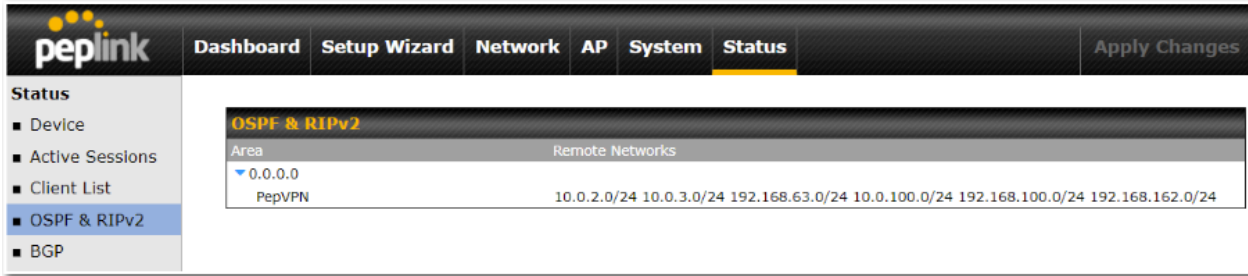 peplink
Dashboard Setup Wizard Network AP System Status Apply Changes
Status
Device
Active Sessions
Client List
OSPF & RIPv2
BGP
OSPF & RIPv2
Area Remote Networks
0.0.0.0
PepVPN 10.0.2.0/24 10.0.3.0/24 192.168.63.0/24 10.0.100.0/24 192.168.100.0/24 192.168.162.0/24